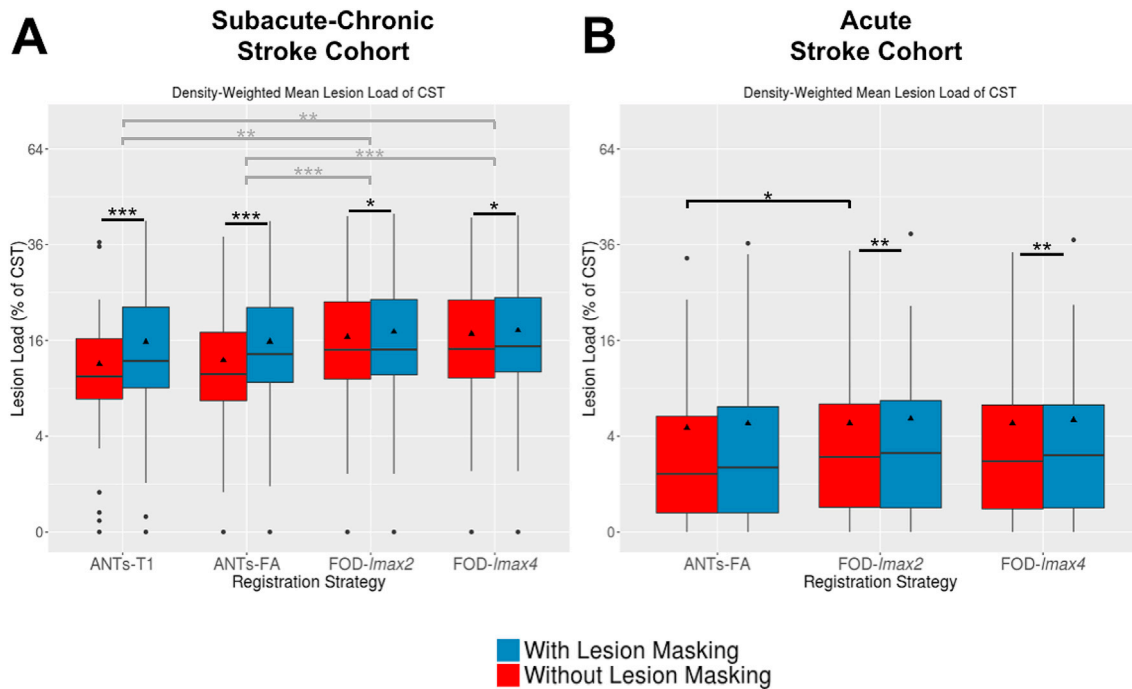 A
Subacute-Chronic
Stroke Cohort
Density-Weighted Mean Lesion Load of CST
Lesion Load (% of CST)
64
36
16
4
0
**
**
***
***
***
***
*
*
ANTs-T1
ANTs-FA
FOD-lmax2
FOD-lmax4
Registration Strategy
B
Acute
Stroke Cohort
Density-Weighted Mean Lesion Load of CST
Lesion Load (% of CST)
64
36
16
4
0
*
**
**
ANTs-FA
FOD-lmax2
FOD-lmax4
Registration Strategy
With Lesion Masking
Without Lesion Masking